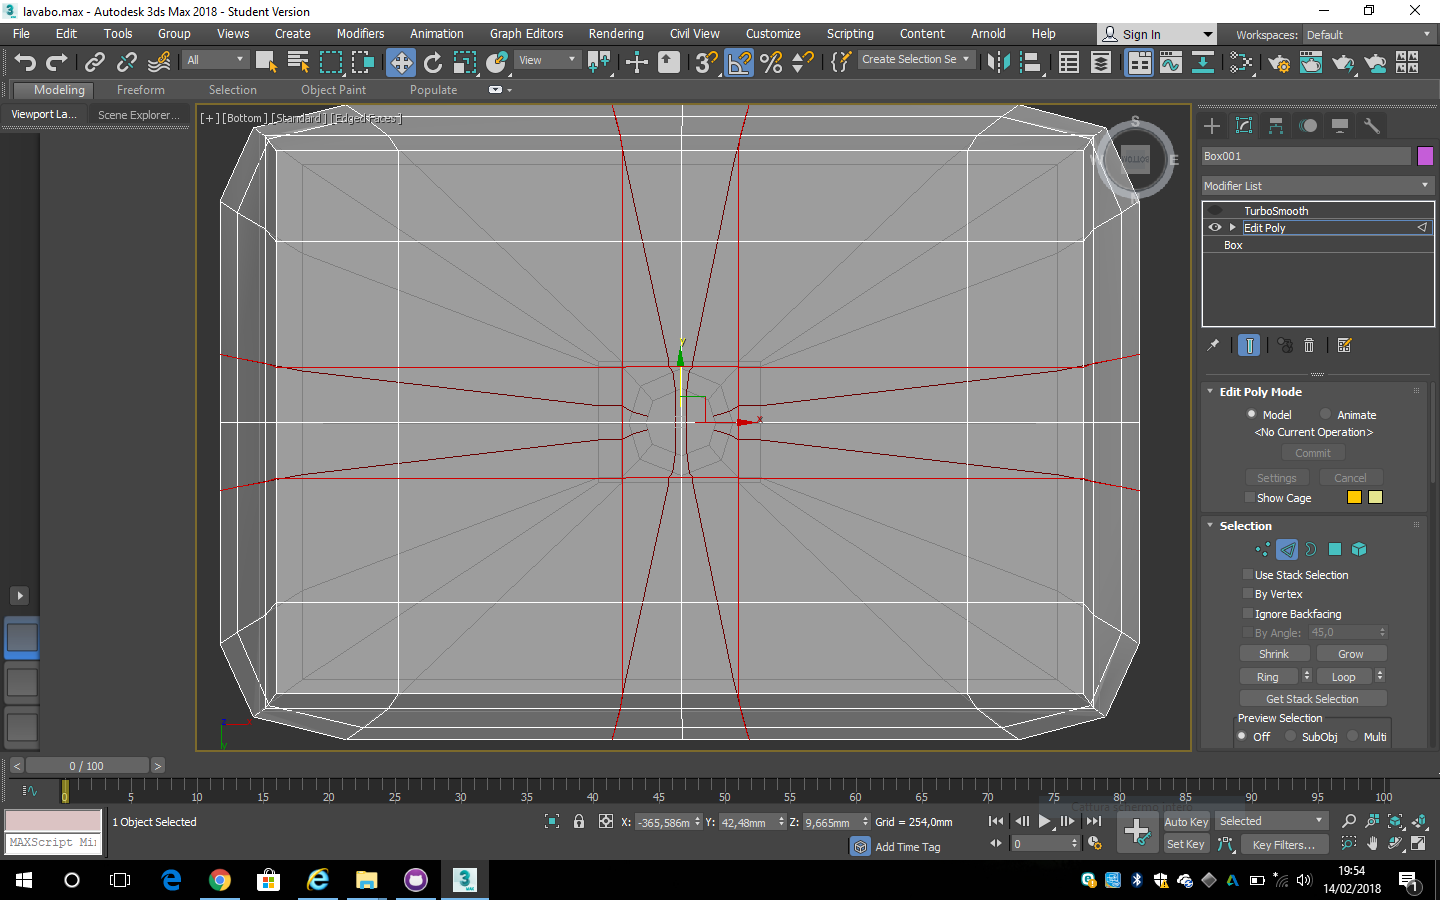 lavabo.max - Autodesk 3ds Max 2018 - Student Version
File Edit Tools Group Views Create Modifiers Animation Graph Editors Rendering Civil View Customize Scripting Content Arnold Help Sign In Workspaces: Default
All View 3 Create Selection Se
Modeling Freeform Selection Object Paint Populate
Viewport La... Scene Explorer...
[+] [Bottom] [Standard] [Edged Faces]
S
E
Box001
Modifier List
TurboSmooth
Edit Poly
Box
y
x
Edit Poly Mode
Model Animate
<No Current Operation>
Commit
Settings Cancel
Show Cage
Selection
Use Stack Selection
By Vertex
Ignore Backfacing
By Angle: 45,0
Shrink Grow
Ring Loop
Get Stack Selection
Preview Selection
Off SubObj Multi
z
y
< 0 / 100 >
0 5 10 15 20 25 30 35 40 45 50 55 60 65 70 75 80 85 90 95 100
Cattura schermo intero
1 Object Selected X: -365,586m Y: 42,48mm Z: 9,665mm Grid = 254,0mm Auto Key Selected
MAXScript Mi Add Time Tag 0 Set Key Key Filters...
3
MAX
19:54
14/02/2018
1